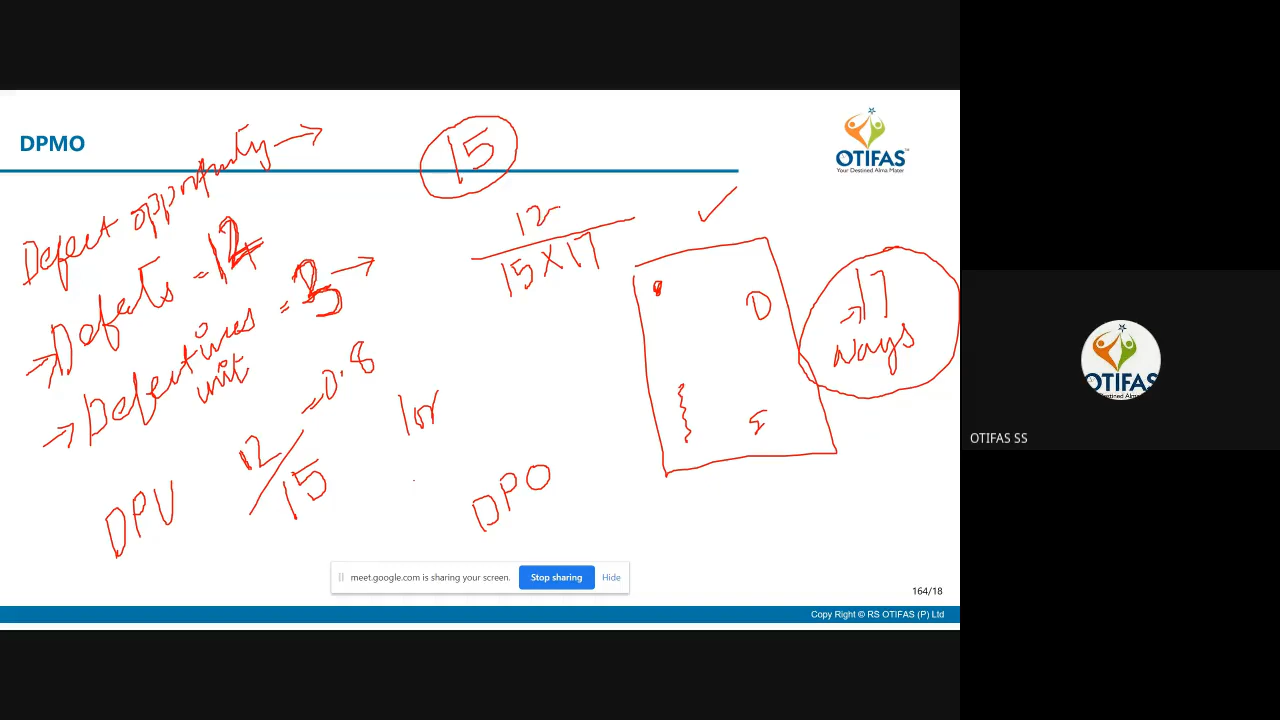 DPMO
OTIFAS
Your Destined Alma Mater
Defect opportunity →
15
→ Defects = 12
→ Defectives = 3
unit
12
15 X 17
D
→ 17
ways
DPU
12/15 = 0.8
DPO
meet.google.com is sharing your screen.
Stop sharing
Hide
164/18
Copy Right © RS OTIFAS (P) Ltd
OTIFAS
OTIFAS SS